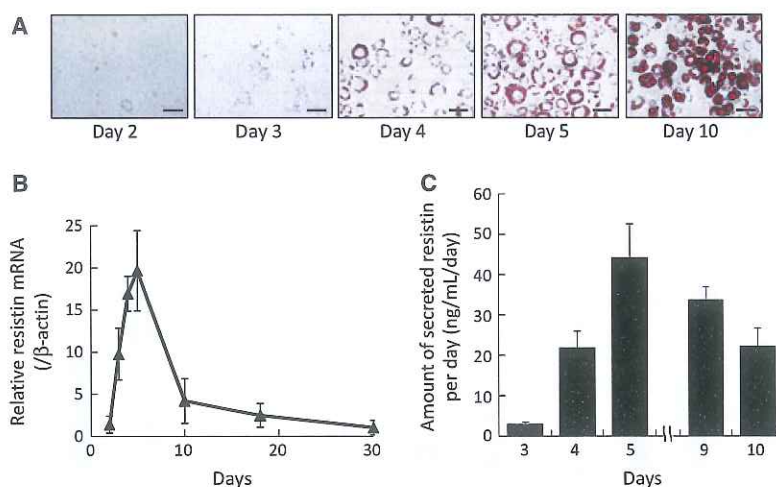 A
Day 2
Day 3
Day 4
Day 5
Day 10
B
Relative resistin mRNA
(/β-actin)
25
20
15
10
5
0
0
10
20
30
Days
C
Amount of secreted resistin
per day (ng/mL/day)
60
50
40
30
20
10
0
3
4
5
9
10
Days